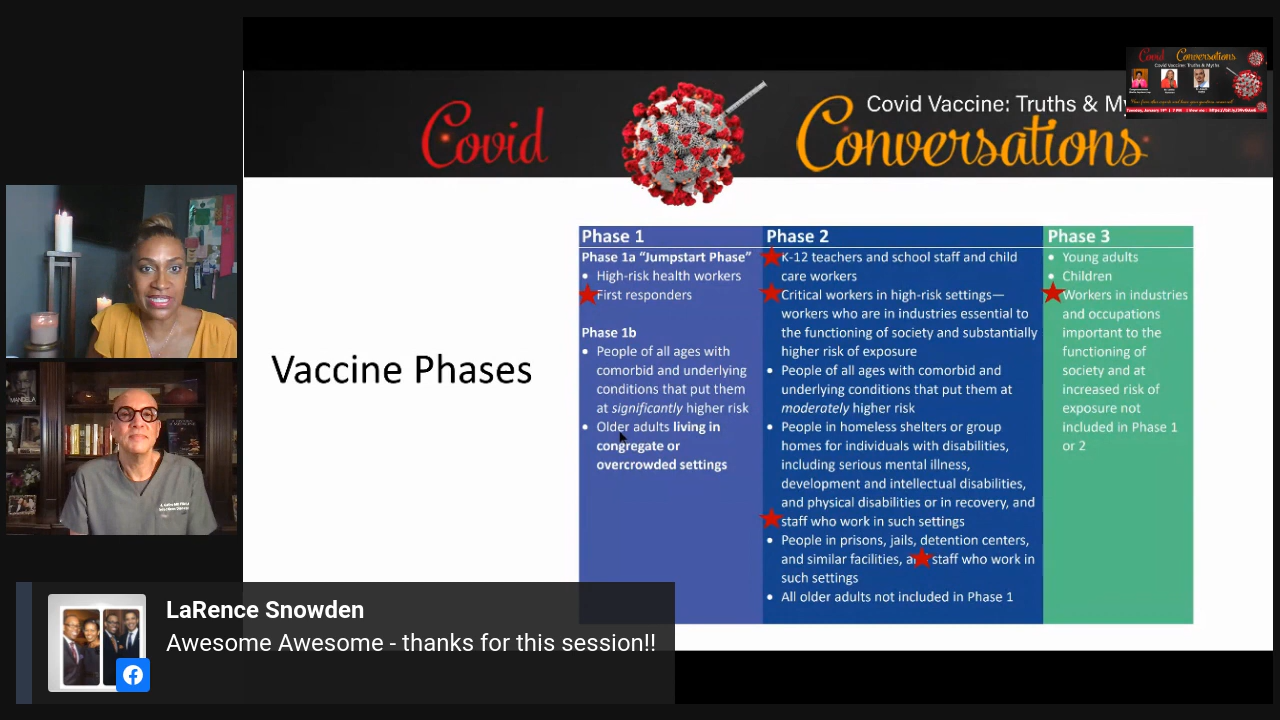 Covid
Conversations
Covid Vaccine: Truths & My
Covid Conversations
Covid Vaccine: Truths & Myths
Vaccine Phases
Phase 1
Phase 1a “Jumpstart Phase”
• High-risk health workers
First responders
Phase 1b
• People of all ages with
comorbid and underlying
conditions that put them
at significantly higher risk
• Older adults living in
congregate or
overcrowded settings
Phase 2
K-12 teachers and school staff and child
care workers
Critical workers in high-risk settings—
workers who are in industries essential to
the functioning of society and substantially
higher risk of exposure
• People of all ages with comorbid and
underlying conditions that put them at
moderately higher risk
• People in homeless shelters or group
homes for individuals with disabilities,
including serious mental illness,
development and intellectual disabilities,
and physical disabilities or in recovery, and
staff who work in such settings
• People in prisons, jails, detention centers,
and similar facilities, and staff who work in
such settings
• All older adults not included in Phase 1
Phase 3
• Young adults
• Children
Workers in industries
and occupations
important to the
functioning of
society and at
increased risk of
exposure not
included in Phase 1
or 2
MANDELA
LaRence Snowden
Awesome Awesome - thanks for this session!!